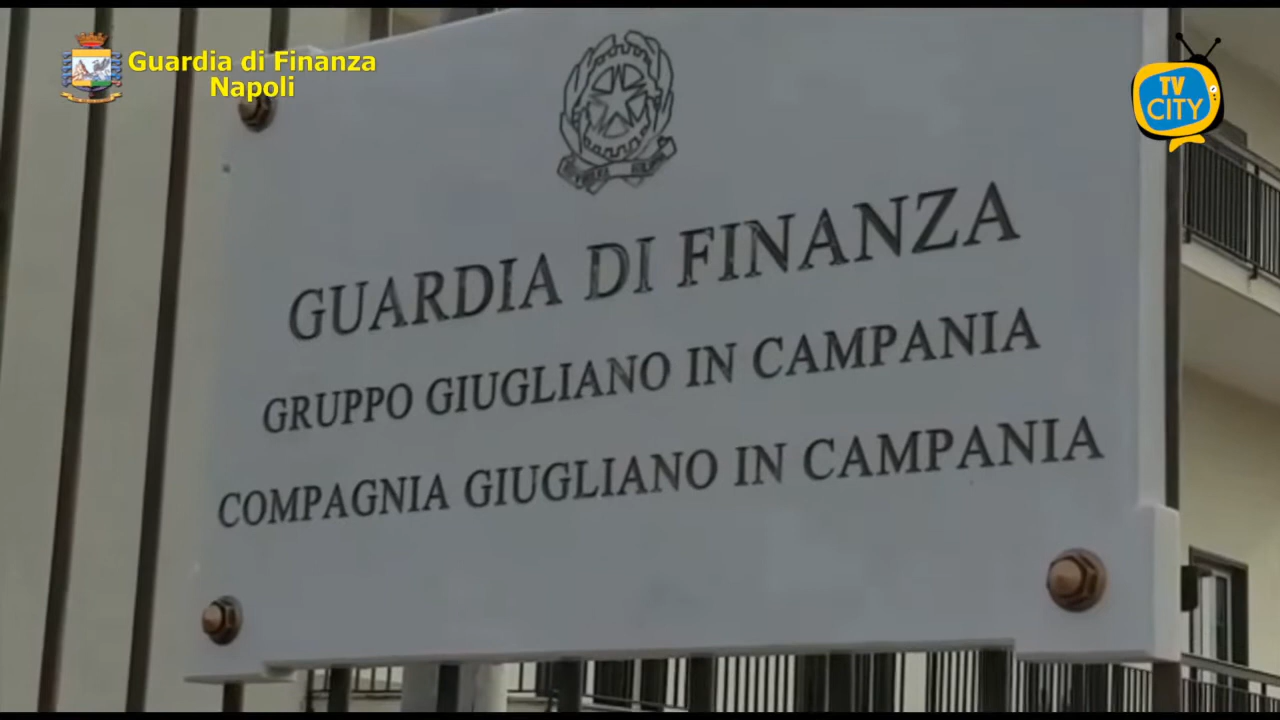 Guardia di Finanza
Napoli
TV
CITY
GUARDIA DI FINANZA
GRUPPO GIUGLIANO IN CAMPANIA
COMPAGNIA GIUGLIANO IN CAMPANIA